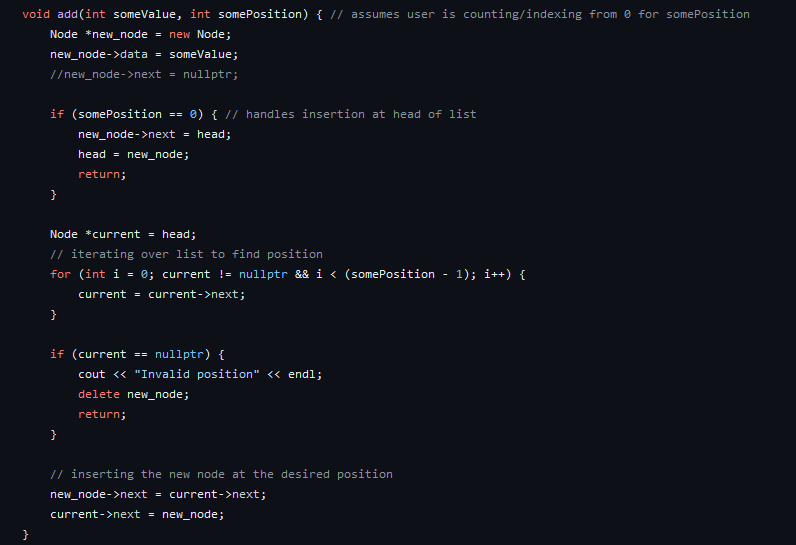 void add(int someValue, int somePosition) { // assumes user is counting/indexing from 0 for somePosition
    Node *new_node = new Node;
    new_node->data = someValue;
    //new_node->next = nullptr;

    if (somePosition == 0) { // handles insertion at head of list
        new_node->next = head;
        head = new_node;
        return;
    }

    Node *current = head;
    // iterating over list to find position
    for (int i = 0; current != nullptr && i < (somePosition - 1); i++) {
        current = current->next;
    }

    if (current == nullptr) {
        cout << "Invalid position" << endl;
        delete new_node;
        return;
    }

    // inserting the new node at the desired position
    new_node->next = current->next;
    current->next = new_node;
}